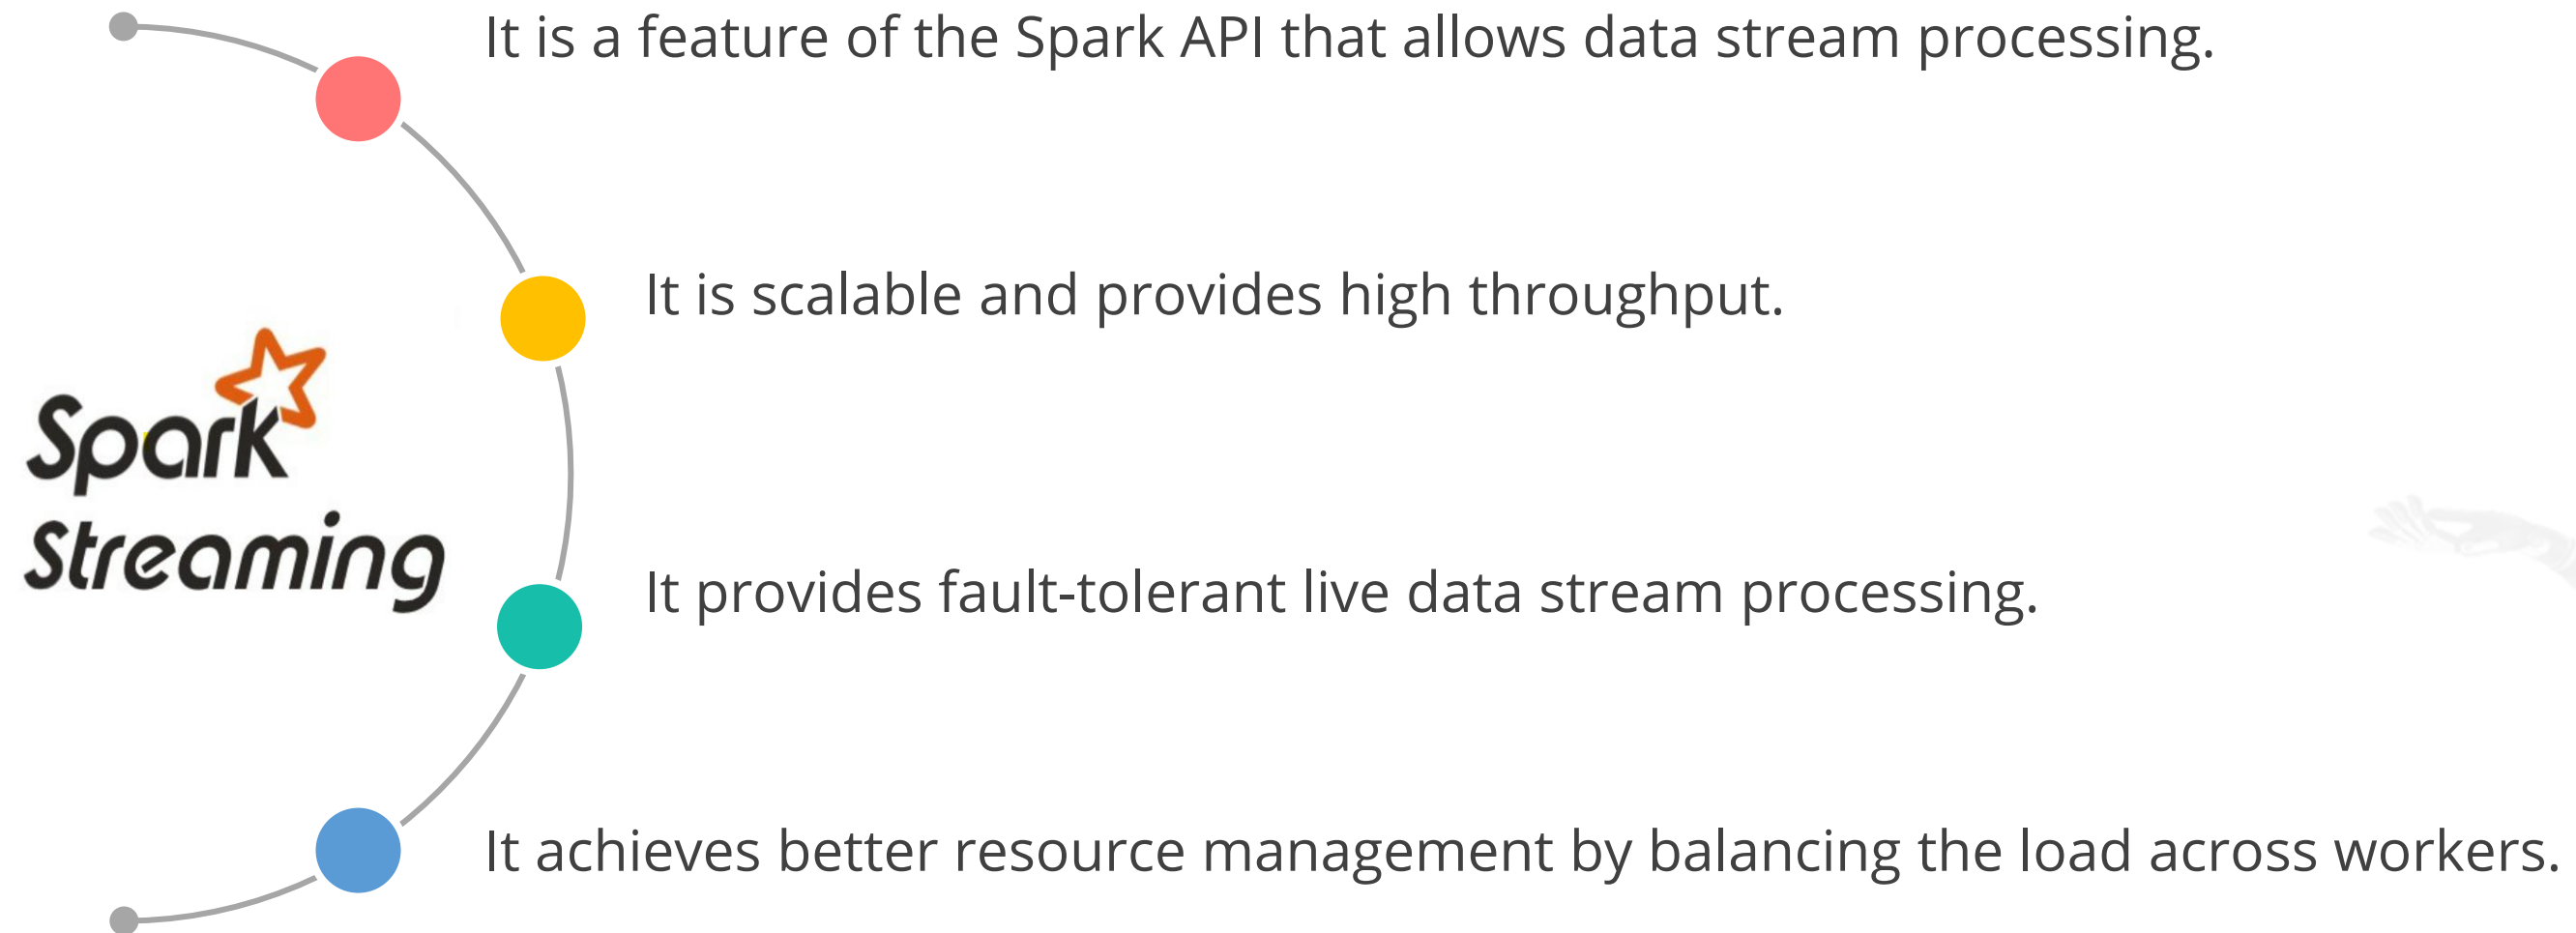 It is a feature of the Spark API that allows data stream processing.
It is scalable and provides high throughput.
Spark
Streaming
It provides fault-tolerant live data stream processing.
It achieves better resource management by balancing the load across workers.